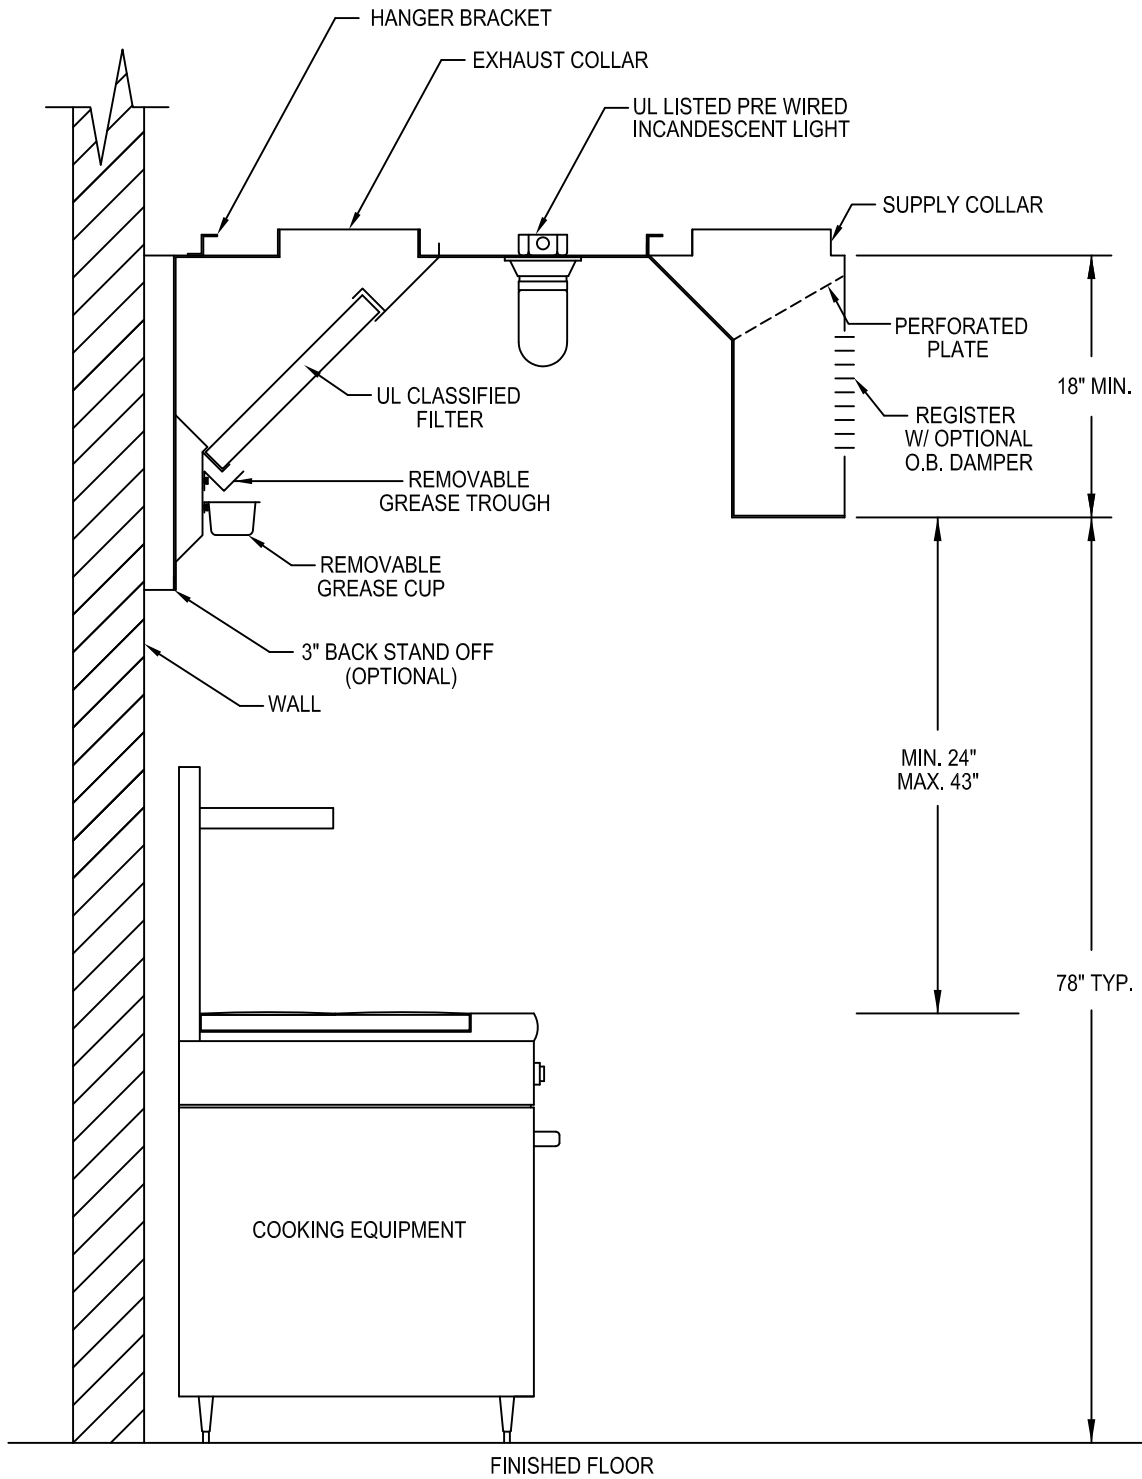 HANGER BRACKET
EXHAUST COLLAR
UL LISTED PRE WIRED
INCANDESCENT LIGHT
SUPPLY COLLAR
PERFORATED
PLATE
18" MIN.
UL CLASSIFIED
FILTER
REGISTER
W/ OPTIONAL
O.B. DAMPER
REMOVABLE
GREASE TROUGH
REMOVABLE
GREASE CUP
3" BACK STAND OFF
(OPTIONAL)
WALL
MIN. 24"
MAX. 43"
78" TYP.
COOKING EQUIPMENT
FINISHED FLOOR